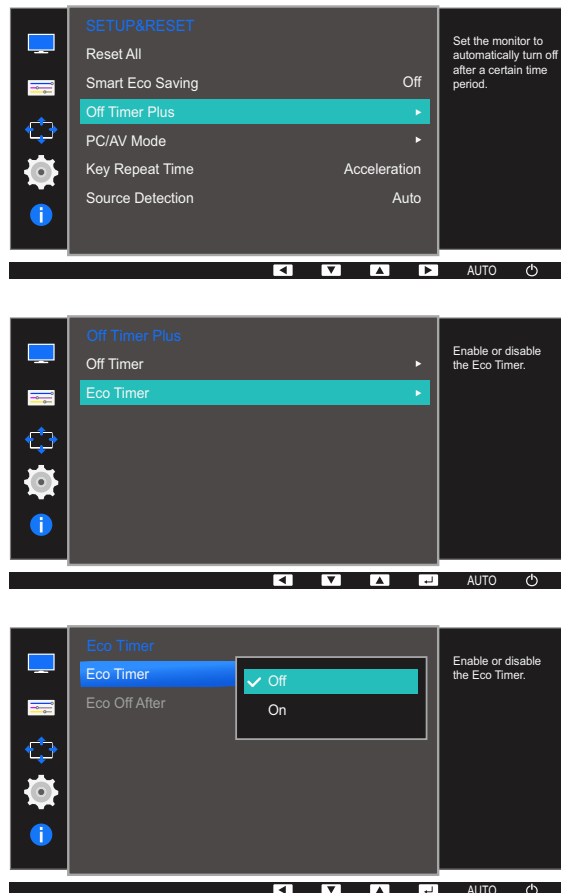 SETUP&RESET
Reset All
Smart Eco Saving Off
Off Timer Plus
PC/AV Mode
Key Repeat Time Acceleration
Source Detection Auto
Set the monitor to
automatically turn off
after a certain time
period.
AUTO
Off Timer Plus
Off Timer
Eco Timer
Enable or disable
the Eco Timer.
AUTO
Eco Timer
Eco Timer
Eco Off After
Off
On
Enable or disable
the Eco Timer.
AUTO